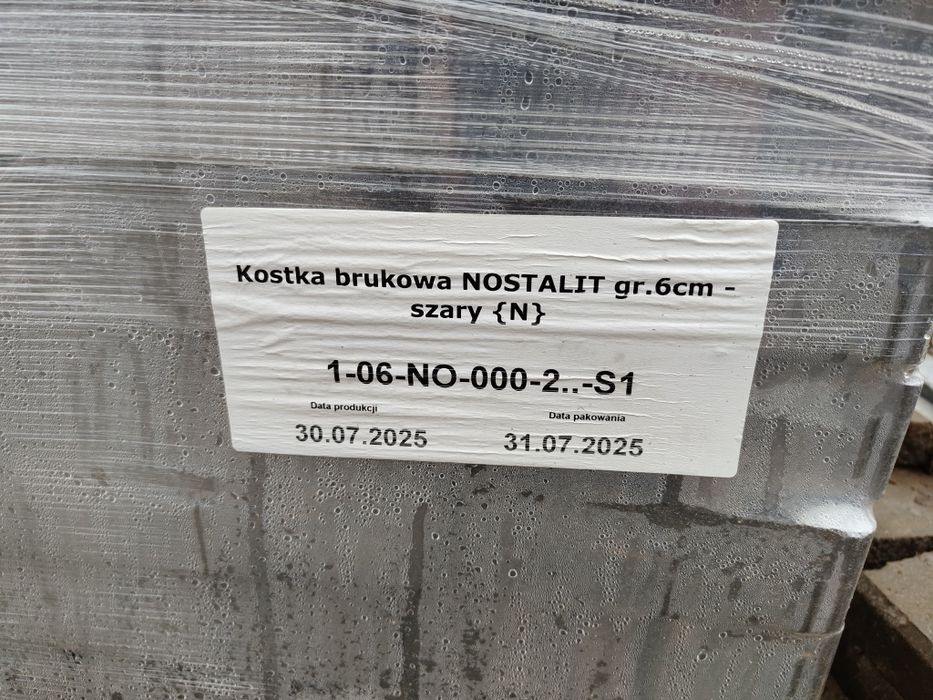 Kostka brukowa NOSTALIT gr.6cm -
szary {N}
1-06-NO-000-2..-S1
Data produkcji Data pakowania
30.07.2025 31.07.2025